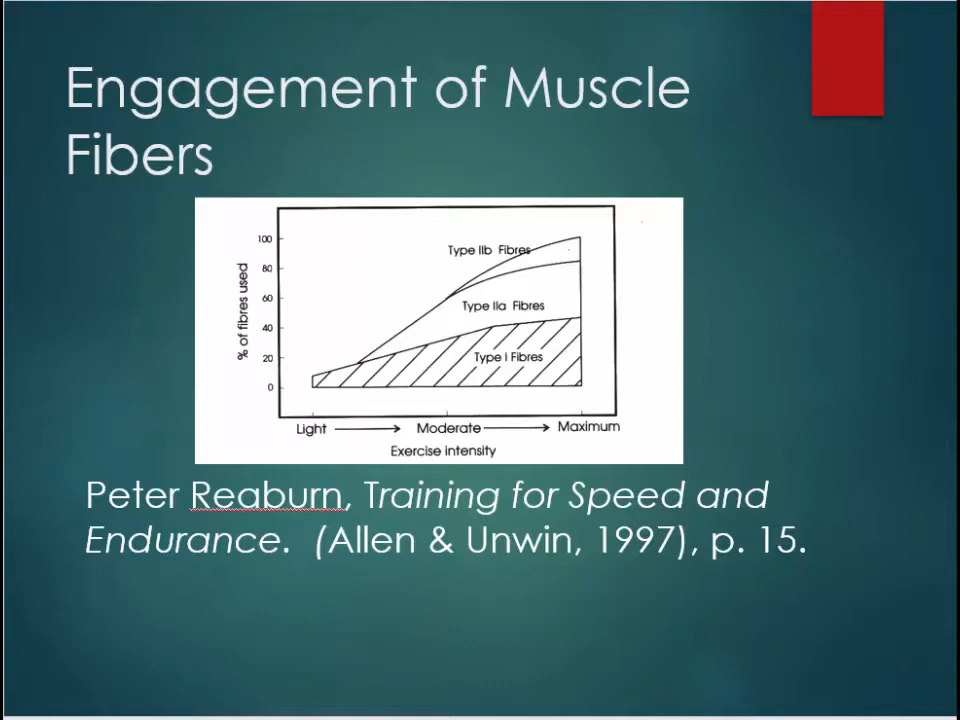 Engagement of Muscle
Fibers
100
80
60
40
20
0
% of fibres used
Type IIb Fibres
Type IIa Fibres
Type I Fibres
Light Moderate Maximum
Exercise intensity
Peter Reaburn, Training for Speed and
Endurance. (Allen & Unwin, 1997), p. 15.